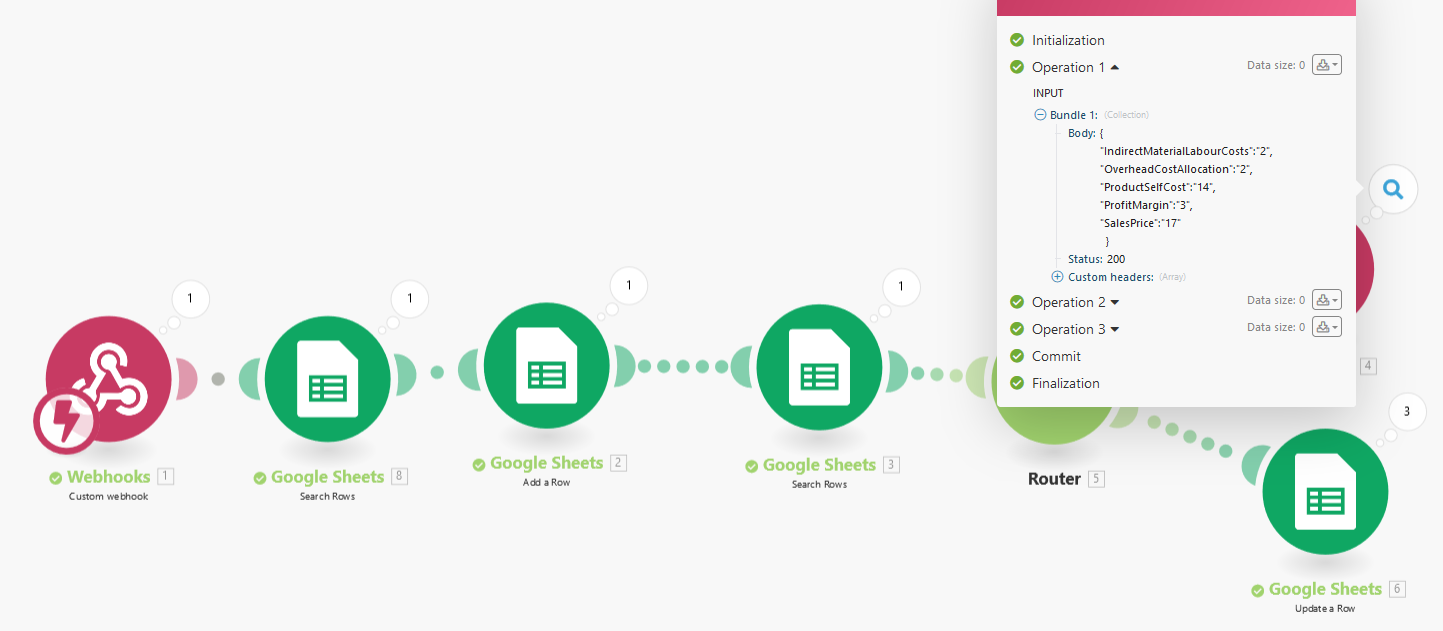 Initialization
Operation 1 Data size: 0
INPUT
Bundle 1: (Collection)
Body: {
"IndirectMaterialLabourCosts":"2",
"OverheadCostAllocation":"2",
"ProductSelfCost":"14",
"ProfitMargin":"3",
"SalesPrice":"17"
}
Status: 200
Custom headers: (Array)
Operation 2 Data size: 0
Operation 3 Data size: 0
Commit
Finalization
1
1
1
1
4
3
Webhooks 1
Custom webhook
Google Sheets 8
Search Rows
Google Sheets 2
Add a Row
Google Sheets 3
Search Rows
Router 5
Google Sheets 6
Update a Row